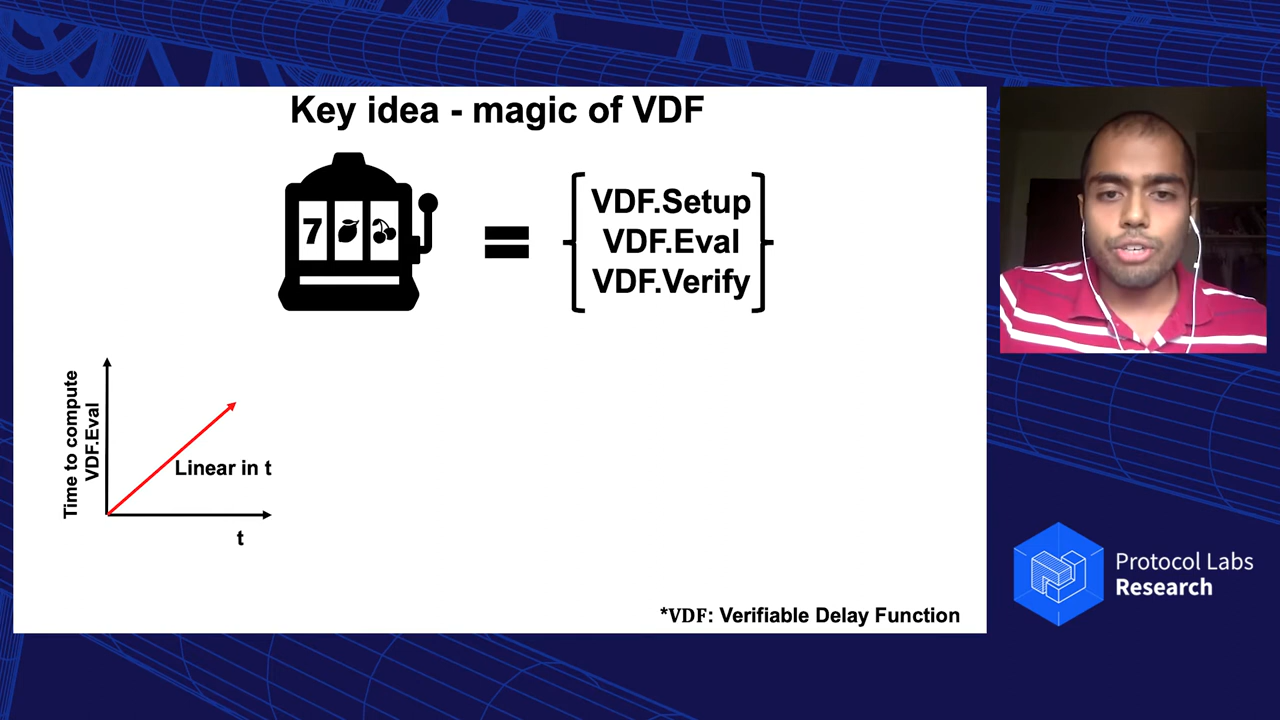 Key idea - magic of VDF
7
=
VDF.Setup
VDF.Eval
VDF.Verify
Time to compute
VDF.Eval
Linear in t
t
*VDF: Verifiable Delay Function
Protocol Labs
Research